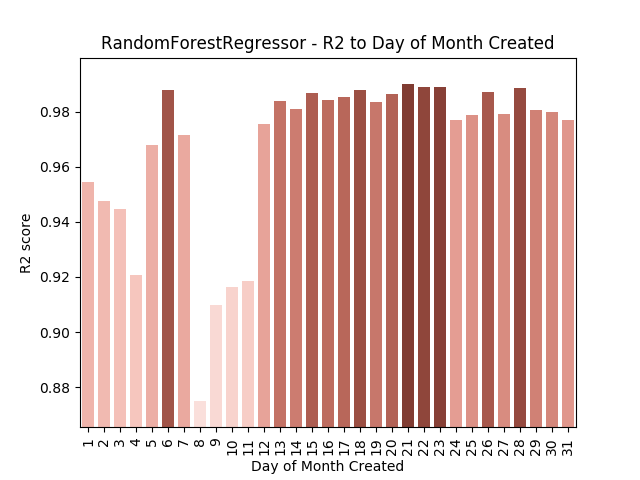 RandomForestRegressor - R2 to Day of Month Created
0.98
0.96
0.94
0.92
0.90
0.88
R2 score
1 2 3 4 5 6 7 8 9 10 11 12 13 14 15 16 17 18 19 20 21 22 23 24 25 26 27 28 29 30 31
Day of Month Created